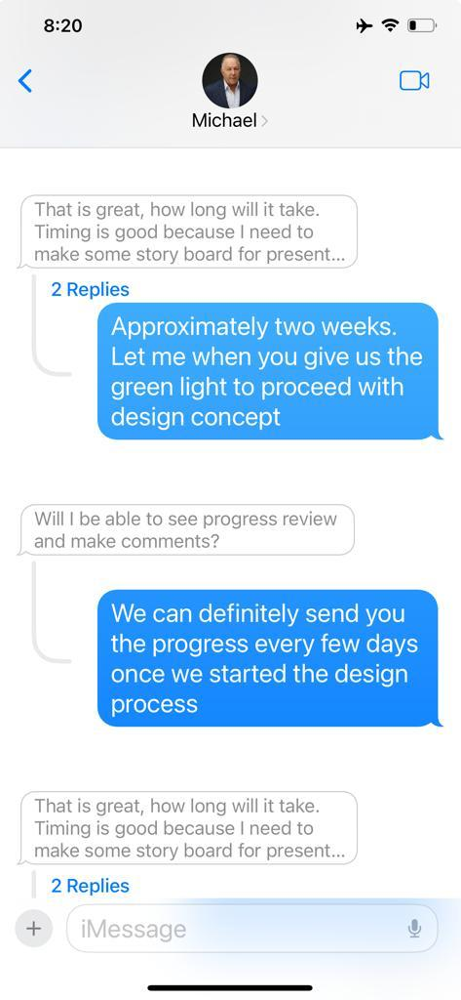 8:20
Michael
That is great, how long will it take.
Timing is good because I need to
make some story board for present...
2 Replies
Approximately two weeks.
Let me when you give us the
green light to proceed with
design concept
Will I be able to see progress review
and make comments?
We can definitely send you
the progress every few days
once we started the design
process
That is great, how long will it take.
Timing is good because I need to
make some story board for present...
2 Replies
iMessage